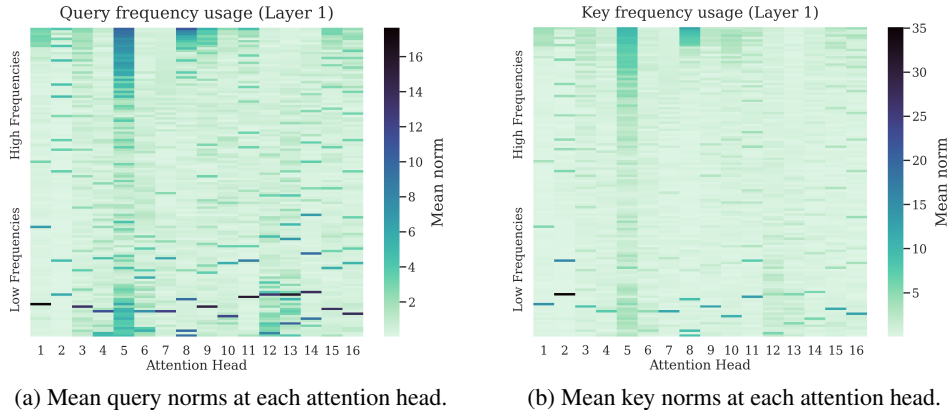 Query frequency usage (Layer 1)
High Frequencies
Low Frequencies
1 2 3 4 5 6 7 8 9 10 11 12 13 14 15 16
Attention Head
16
14
12
10
8
6
4
2
Mean norm
(a) Mean query norms at each attention head.
Key frequency usage (Layer 1)
High Frequencies
Low Frequencies
1 2 3 4 5 6 7 8 9 10 11 12 13 14 15 16
Attention Head
35
30
25
20
15
10
5
Mean norm
(b) Mean key norms at each attention head.